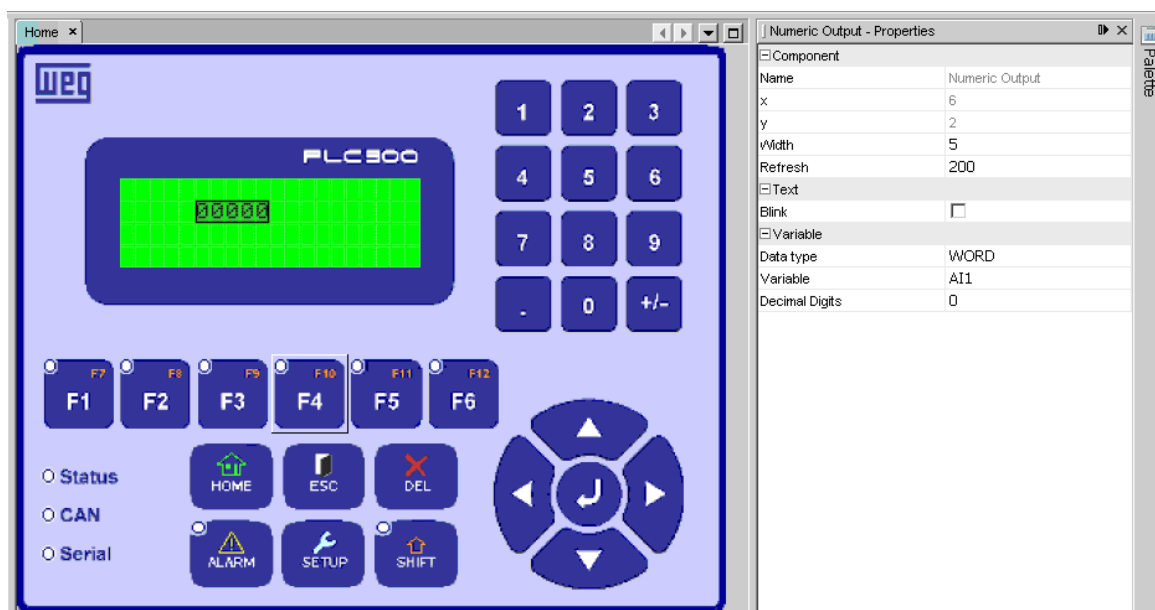 Home
WEG
PLC300
00000
1 2 3
4 5 6
7 8 9
. 0 +/-
F7 F8 F9 F10 F11 F12
F1 F2 F3 F4 F5 F6
Status
CAN
Serial
HOME ESC DEL
ALARM SETUP SHIFT
Numeric Output - Properties
Component
Name Numeric Output
x 6
y 2
Width 5
Refresh 200
Text
Blink
Variable
Data type WORD
Variable AI1
Decimal Digits 0
Palette